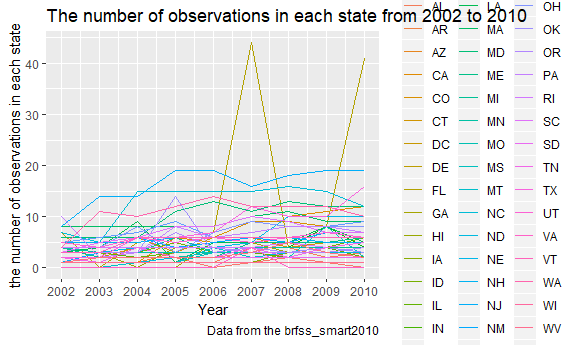 The number of observations in each state from 2002 to 2010
the number of observations in each state
40
30
20
10
0
2002 2003 2004 2005 2006 2007 2008 2009 2010
Year
Data from the brfss_smart2010
AL LA OH
AR MA OK
AZ MD OR
CA ME PA
CO MI RI
CT MN SC
DC MO SD
DE MS TN
FL MT TX
GA NC UT
HI ND VA
IA NE VT
ID NH WA
IL NJ WI
IN NM WV